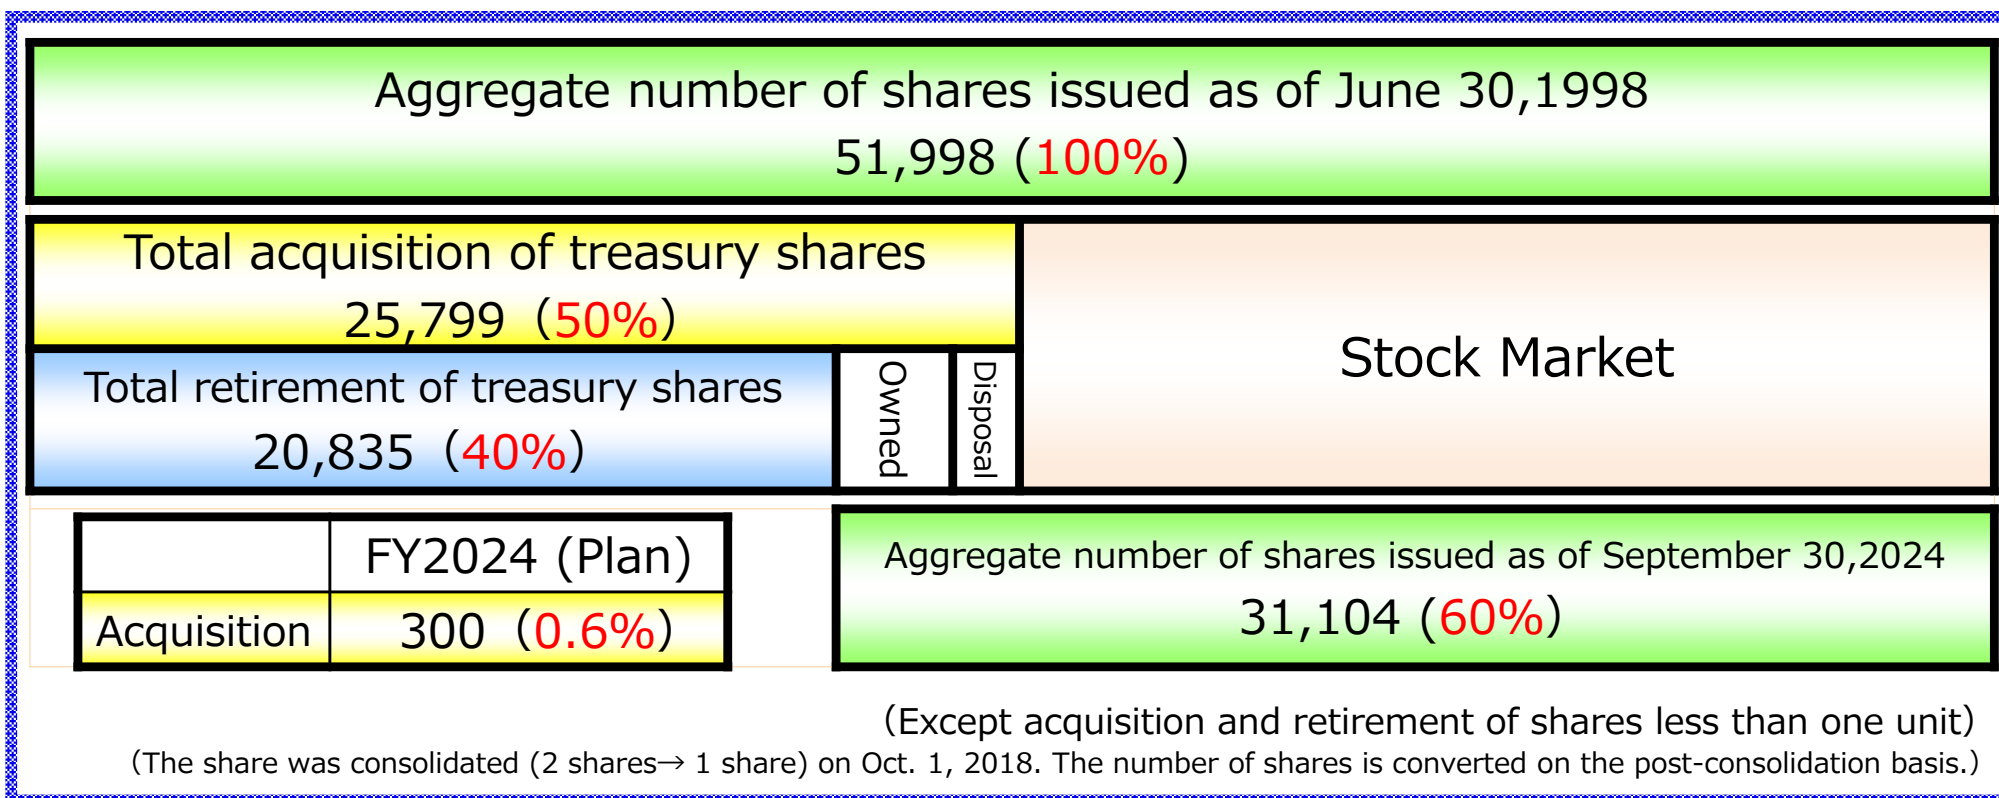 Aggregate number of shares issued as of June 30,1998
51,998 (100%)
Total acquisition of treasury shares
25,799（50%）
Total retirement of treasury shares
20,835（40%）
Owned
Disposal
Stock Market
FY2024 (Plan)
Acquisition 300（0.6%）
Aggregate number of shares issued as of September 30,2024
31,104 (60%)
（Except acquisition and retirement of shares less than one unit）
（The share was consolidated (2 shares→ 1 share) on Oct. 1, 2018. The number of shares is converted on the post-consolidation basis.）